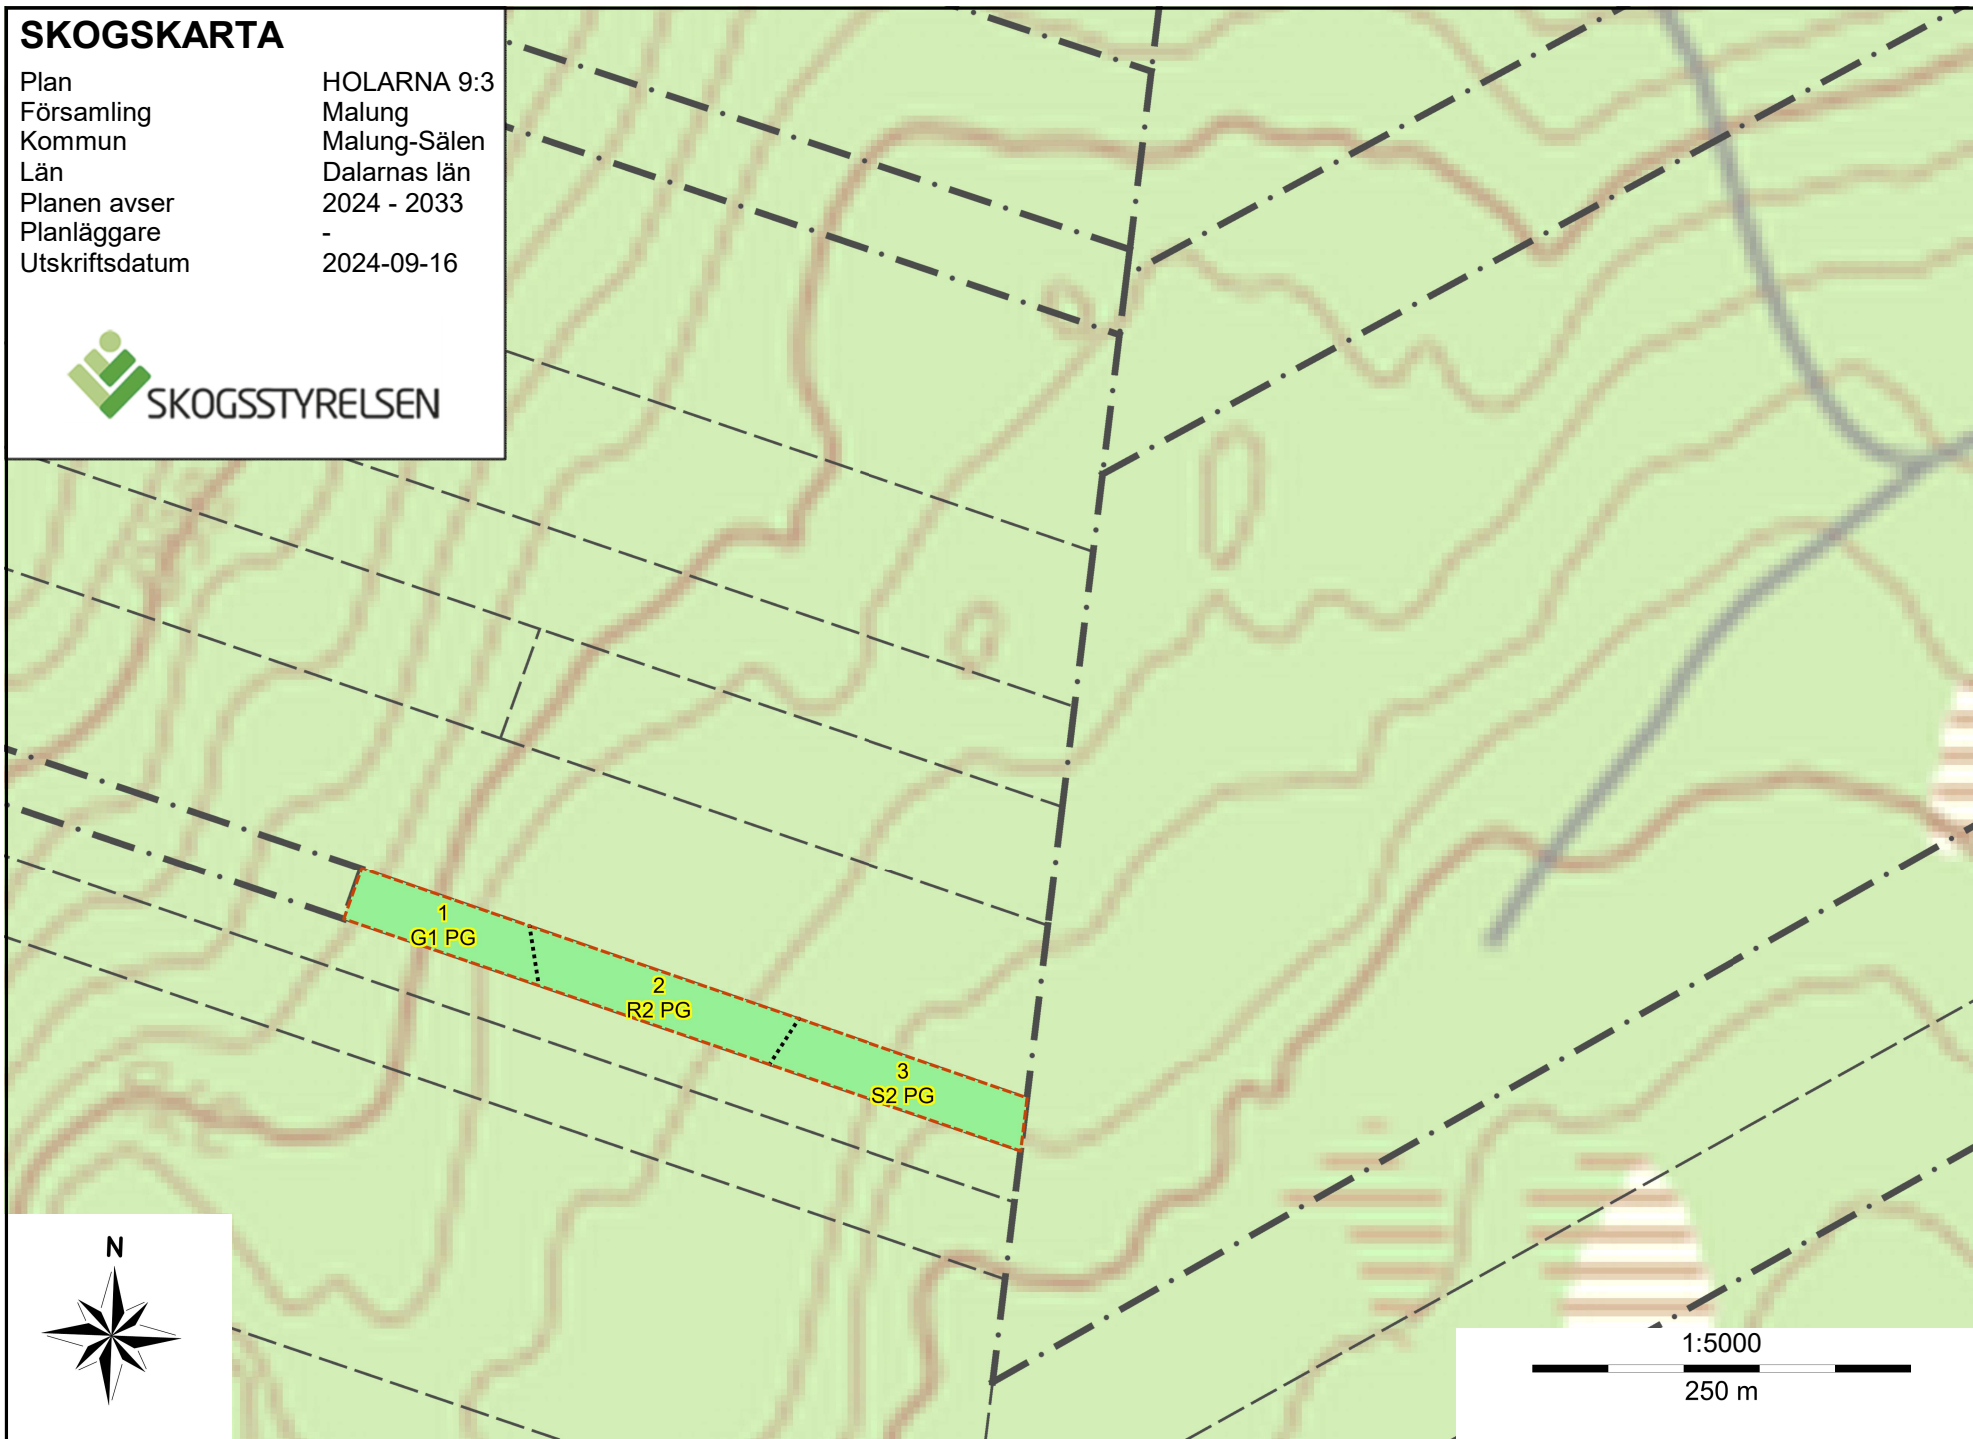 SKOGSKARTA
Plan HOLARNA 9:3
Församling Malung
Kommun Malung-Sälen
Län Dalarnas län
Planen avser 2024 - 2033
Planläggare -
Utskriftsdatum 2024-09-16
SKOGSSTYRELSEN
1
G1 PG
2
R2 PG
3
S2 PG
N
1:5000
250 m